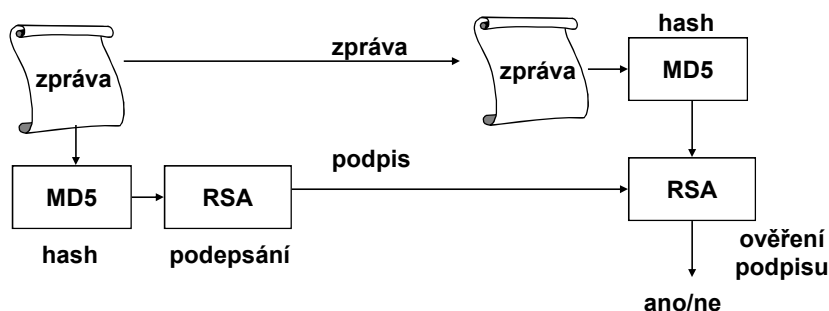 hash
zpráva
zpráva
zpráva
MD5
podpis
MD5
RSA
RSA
hash
podepsání
ověření
podpisu
ano/ne